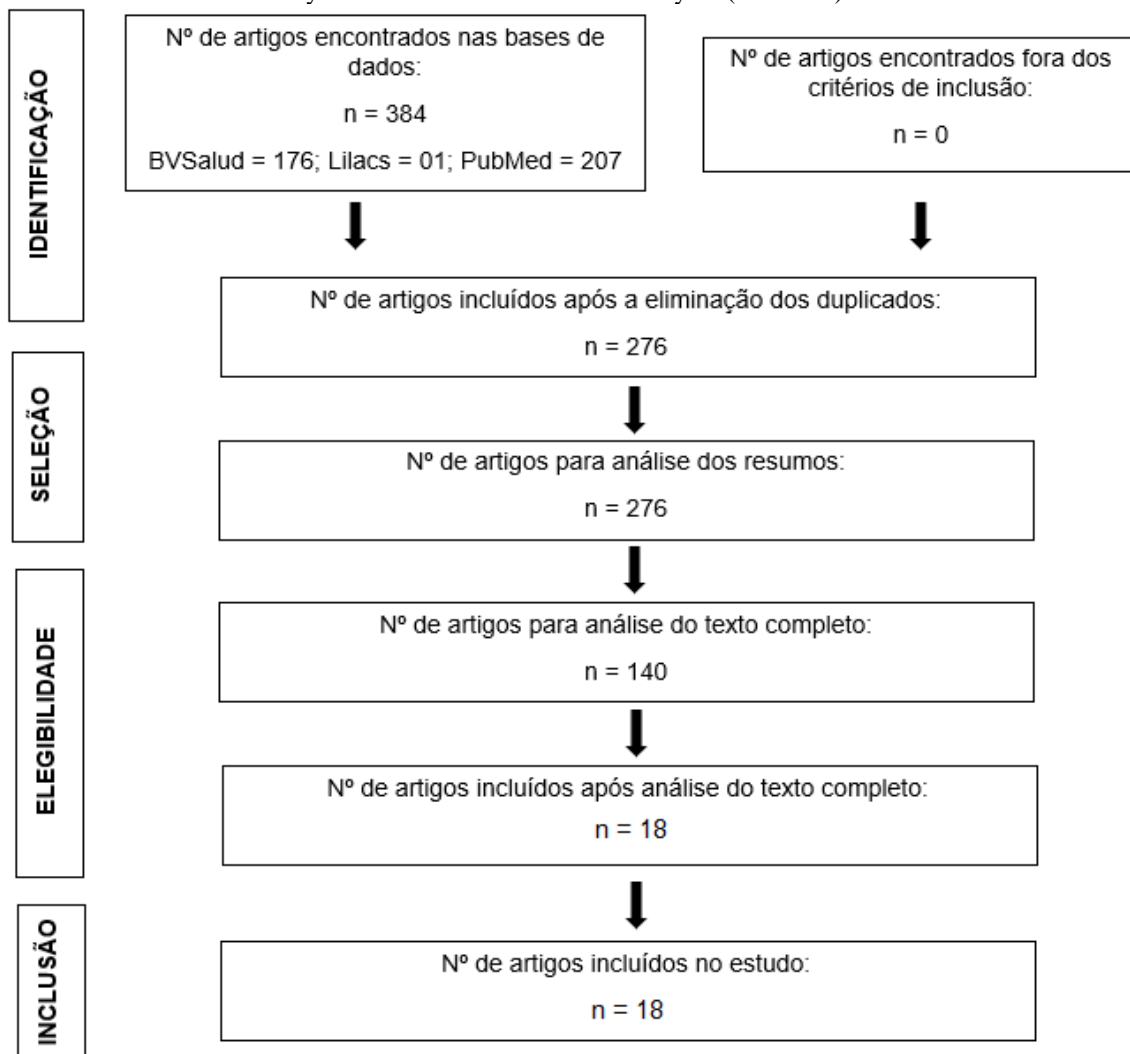 IDENTIFICAÇÃO
Nº de artigos encontrados nas bases de
dados:
n = 384
BVSalud = 176; Lilacs = 01; PubMed = 207
Nº de artigos encontrados fora dos
critérios de inclusão:
n = 0
Nº de artigos incluídos após a eliminação dos duplicados:
n = 276
SELEÇÃO
Nº de artigos para análise dos resumos:
n = 276
ELEGIBILIDADE
Nº de artigos para análise do texto completo:
n = 140
Nº de artigos incluídos após análise do texto completo:
n = 18
INCLUSÃO
Nº de artigos incluídos no estudo:
n = 18